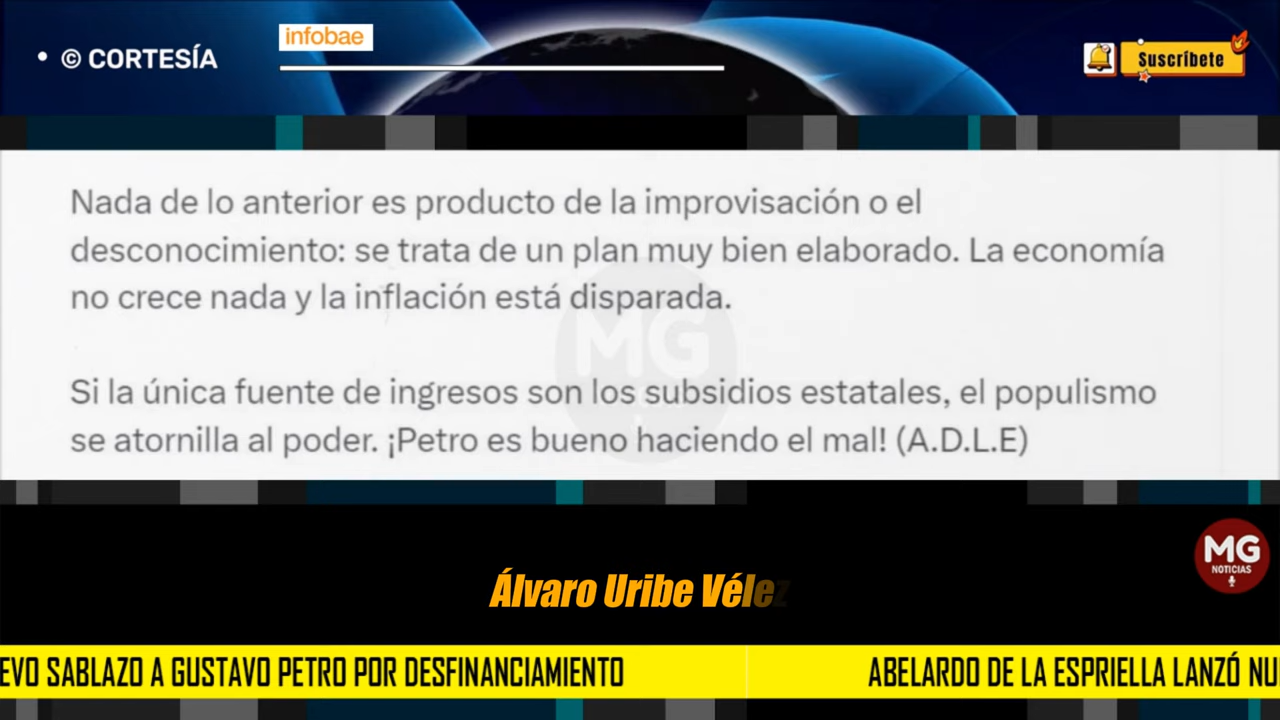 • © CORTESÍA
infobae
Suscríbete
Nada de lo anterior es producto de la improvisación o el
desconocimiento: se trata de un plan muy bien elaborado. La economía
no crece nada y la inflación está disparada.
MG
Si la única fuente de ingresos son los subsidios estatales, el populismo
se atornilla al poder. ¡Petro es bueno haciendo el mal! (A.D.L.E)
MG
NOTICIAS
Álvaro Uribe Vélez
EVO SABLAZO A GUSTAVO PETRO POR DESFINANCIAMIENTO
ABELARDO DE LA ESPRIELLA LANZÓ NU